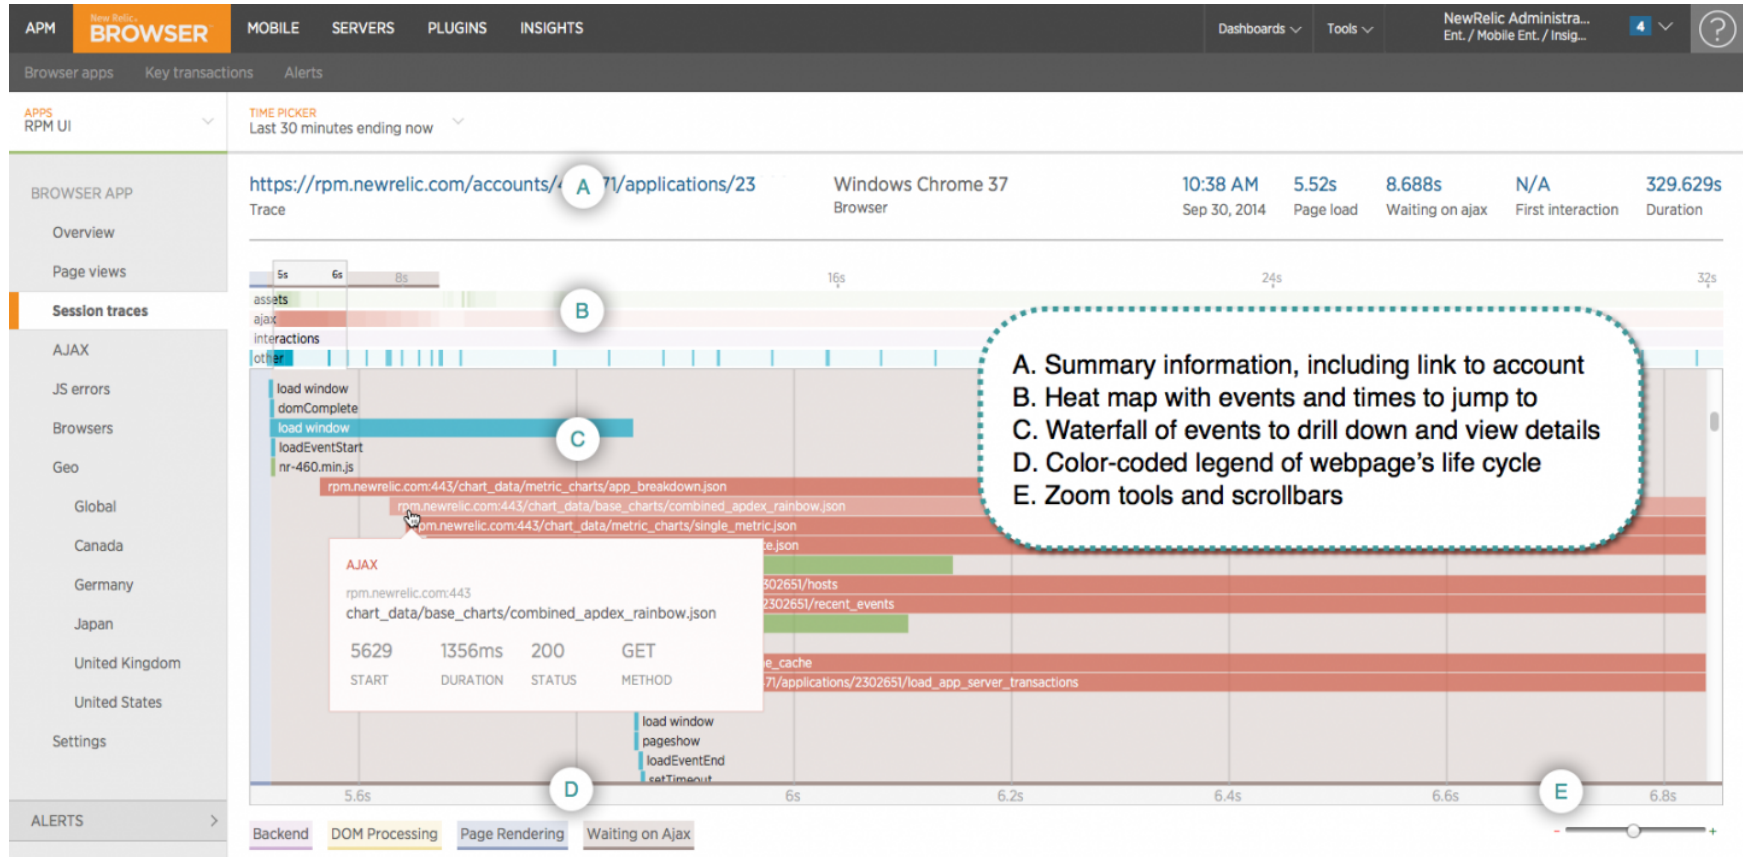 APM
New Relic.
BROWSER
MOBILE
SERVERS
PLUGINS
INSIGHTS
Dashboards
Tools
NewRelic Administra...
Ent. / Mobile Ent. / Insig...
4
?
Browser apps
Key transactions
Alerts
APPS
RPM UI
TIME PICKER
Last 30 minutes ending now
BROWSER APP
Overview
Page views
Session traces
AJAX
JS errors
Browsers
Geo
Global
Canada
Germany
Japan
United Kingdom
United States
Settings
ALERTS
https://rpm.newrelic.com/accounts/ A 71/applications/23
Trace
Windows Chrome 37
Browser
10:38 AM
Sep 30, 2014
5.52s
Page load
8.688s
Waiting on ajax
N/A
First interaction
329.629s
Duration
5s 6s 8s 16s 24s 32s
assets
ajax
interactions
other
B
A. Summary information, including link to account
B. Heat map with events and times to jump to
C. Waterfall of events to drill down and view details
D. Color-coded legend of webpage's life cycle
E. Zoom tools and scrollbars
load window
domComplete
load window
C
loadEventStart
nr-460.min.js
rpm.newrelic.com:443/chart_data/metric_charts/app_breakdown.json
rpm.newrelic.com:443/chart_data/base_charts/combined_apdex_rainbow.json
rpm.newrelic.com:443/chart_data/metric_charts/single_metric.json
te.json
302651/hosts
2302651/recent_events
e_cache
71/applications/2302651/load_app_server_transactions
AJAX
rpm.newrelic.com:443
chart_data/base_charts/combined_apdex_rainbow.json
5629 1356ms 200 GET
START DURATION STATUS METHOD
load window
pageshow
loadEventEnd
setTimeout
D
E
5.6s 6s 6.2s 6.4s 6.6s 6.8s
Backend
DOM Processing
Page Rendering
Waiting on Ajax
- +